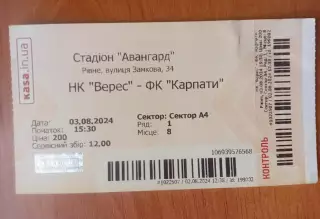 kasa.in.ua
Стадіон "Авангард"
Рівне, вулиця Замкова, 34
НК "Верес" - ФК "Карпати"
Дата: 03.08.2024
Початок: 15:30
Ціна: 200
Сервісний збір: 12,00
Сектор: Сектор А4
Ряд: 1
Місце: 8
106939576568
КОНТРОЛЬ